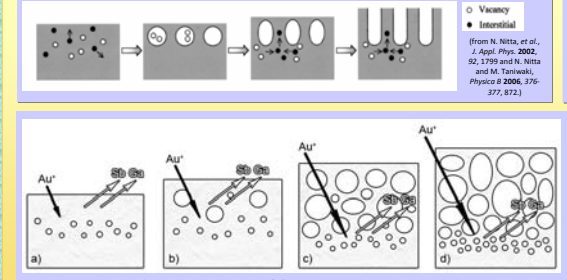 Vacancy
Interstitial
(from N. Nitta, et al.,
J. Appl. Phys. 2002,
92, 1799 and N. Nitta
and M. Taniwaki,
Physica B 2006, 376-
377, 872.)
Au⁺
Sb Ga
a)
Au⁺
Sb Ga
b)
Au⁺
Sb Ga
c)
Au⁺
Sb Ga
d)